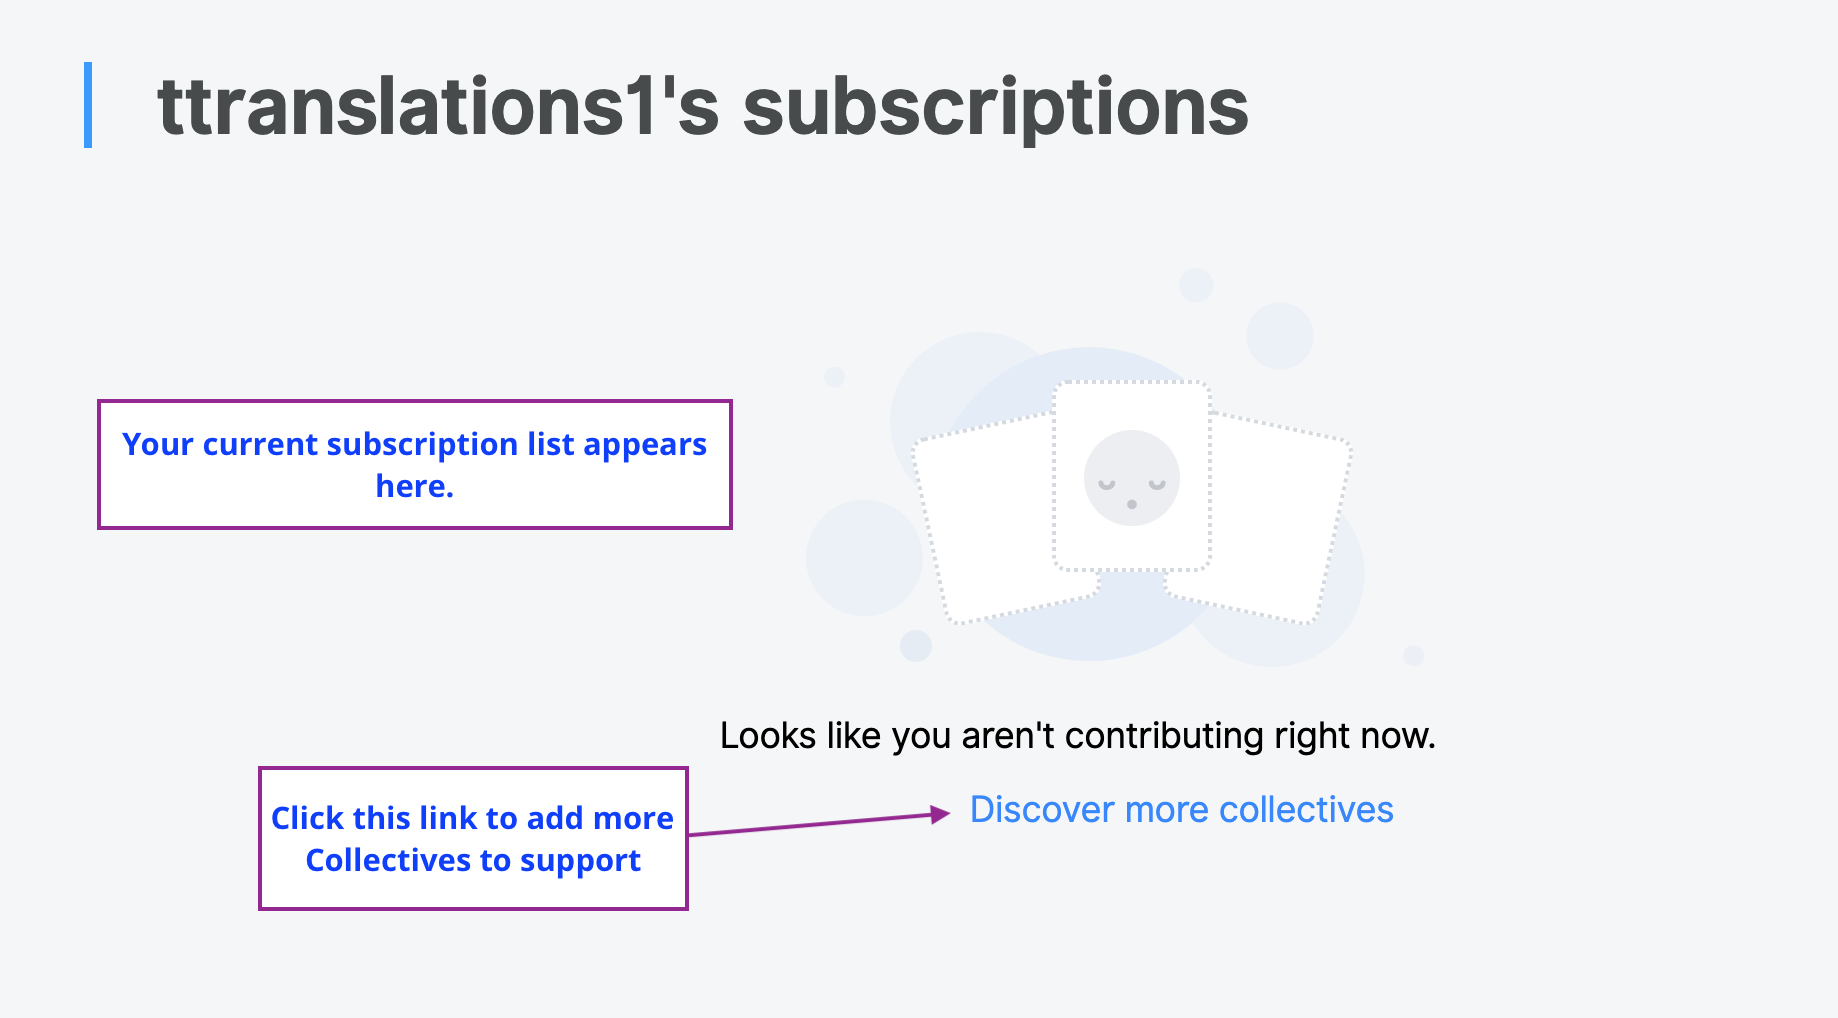 ttranslations1's subscriptions
Your current subscription list appears
here.
Looks like you aren't contributing right now.
Click this link to add more
Collectives to support
Discover more collectives